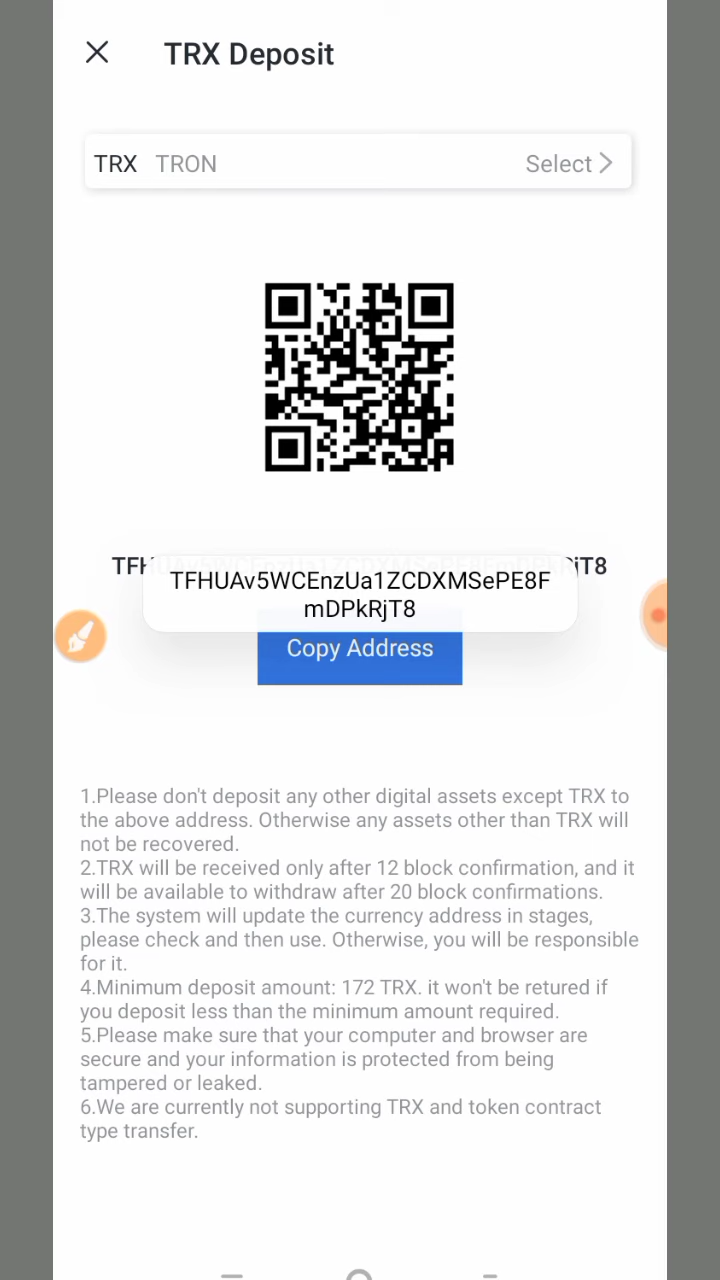 TRX Deposit
TRX TRON Select
TFHUAv5WCEnzUa1ZCDXMSePE8FmDPkRjT8
TFHUAv5WCEnzUa1ZCDXMSePE8F
mDPkRjT8
Copy Address
1.Please don't deposit any other digital assets except TRX to
the above address. Otherwise any assets other than TRX will
not be recovered.
2.TRX will be received only after 12 block confirmation, and it
will be available to withdraw after 20 block confirmations.
3.The system will update the currency address in stages,
please check and then use. Otherwise, you will be responsible
for it.
4.Minimum deposit amount: 172 TRX. it won't be retured if
you deposit less than the minimum amount required.
5.Please make sure that your computer and browser are
secure and your information is protected from being
tampered or leaked.
6.We are currently not supporting TRX and token contract
type transfer.